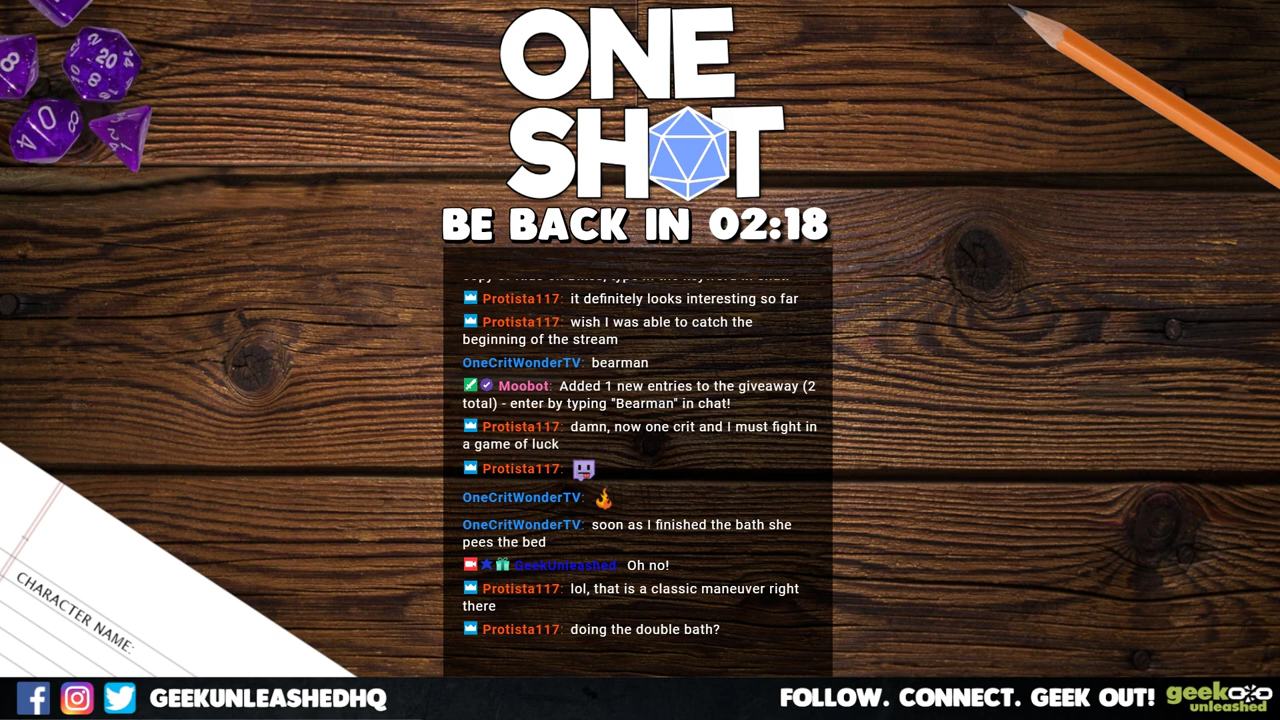 ONE
SHOT
BE BACK IN 02:18
Protista117: it definitely looks interesting so far
Protista117: wish I was able to catch the
beginning of the stream
OneCritWonderTV: bearman
Moobot: Added 1 new entries to the giveaway (2
total) - enter by typing "Bearman" in chat!
Protista117: damn, now one crit and I must fight in
a game of luck
Protista117:
OneCritWonderTV:
OneCritWonderTV: soon as I finished the bath she
pees the bed
GeekUnleashed Oh no!
Protista117: lol, that is a classic maneuver right
there
Protista117: doing the double bath?
CHARACTER NAME:
GEEKUNLEASHEDHQ
FOLLOW. CONNECT. GEEK OUT!
geek
unleashed
8
20